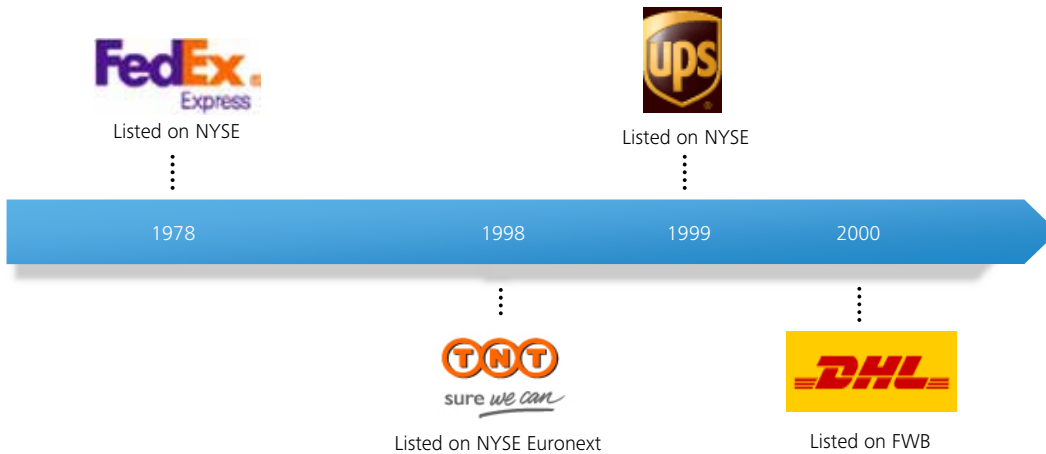 FedEx.
Express
Listed on NYSE
ups
Listed on NYSE
1978
1998
1999
2000
TNT
sure we can
Listed on NYSE Euronext
DHL
Listed on FWB